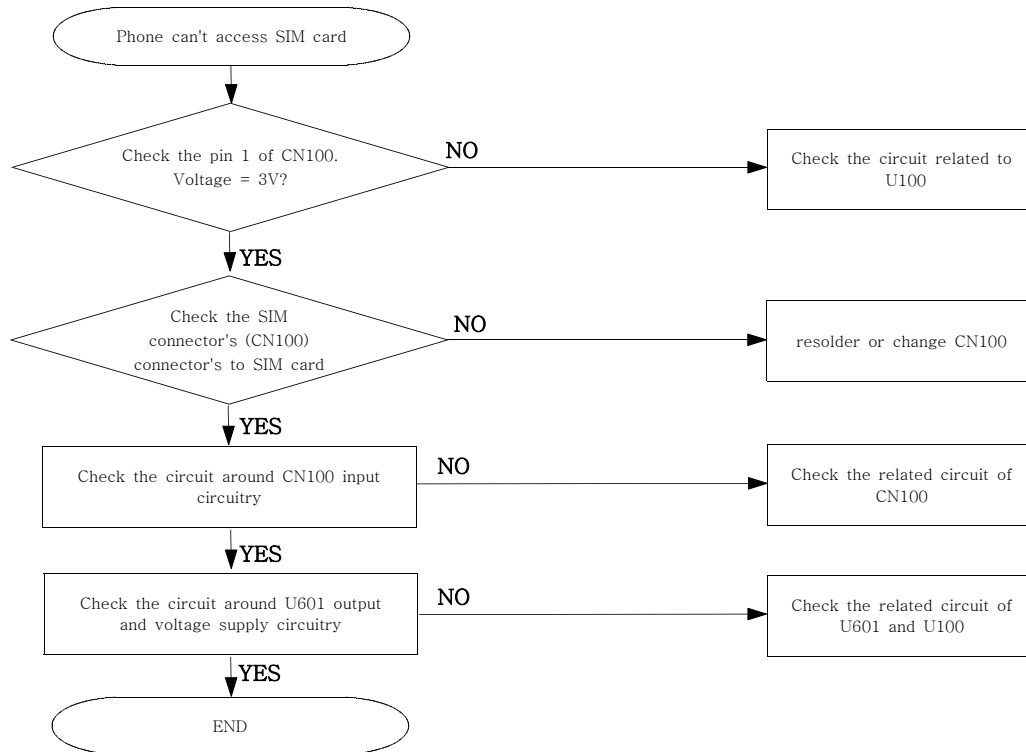 Phone can't access SIM card
Check the pin 1 of CN100.
Voltage = 3V?
NO
Check the circuit related to
U100
YES
Check the SIM
connector's (CN100)
connector's to SIM card
NO
resolder or change CN100
YES
Check the circuit around CN100 input
circuitry
NO
Check the related circuit of
CN100
YES
Check the circuit around U601 output
and voltage supply circuitry
NO
Check the related circuit of
U601 and U100
YES
END